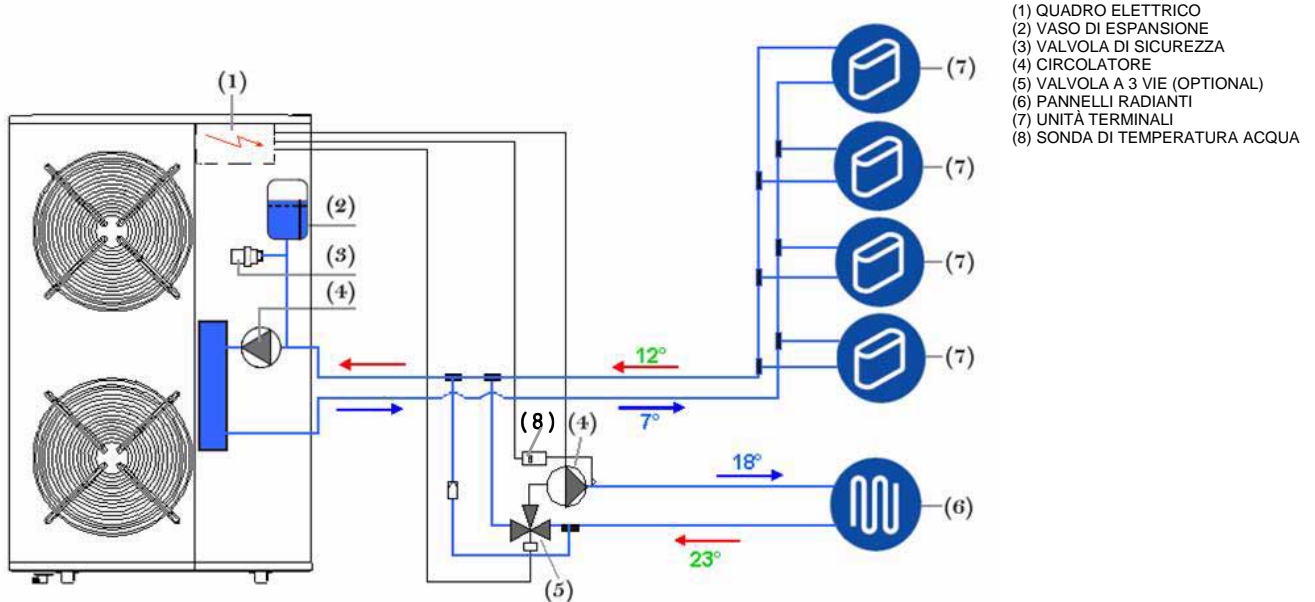 (1) QUADRO ELETTRICO
(2) VASO DI ESPANSIONE
(3) VALVOLA DI SICUREZZA
(4) CIRCOLATORE
(5) VALVOLA A 3 VIE (OPTIONAL)
(6) PANNELLI RADIANTI
(7) UNITÀ TERMINALI
(8) SONDA DI TEMPERATURA ACQUA
(1)
(2)
(3)
(4)
(7)
(7)
(7)
(7)
12°
7°
(8)
(4)
18°
(6)
23°
(5)